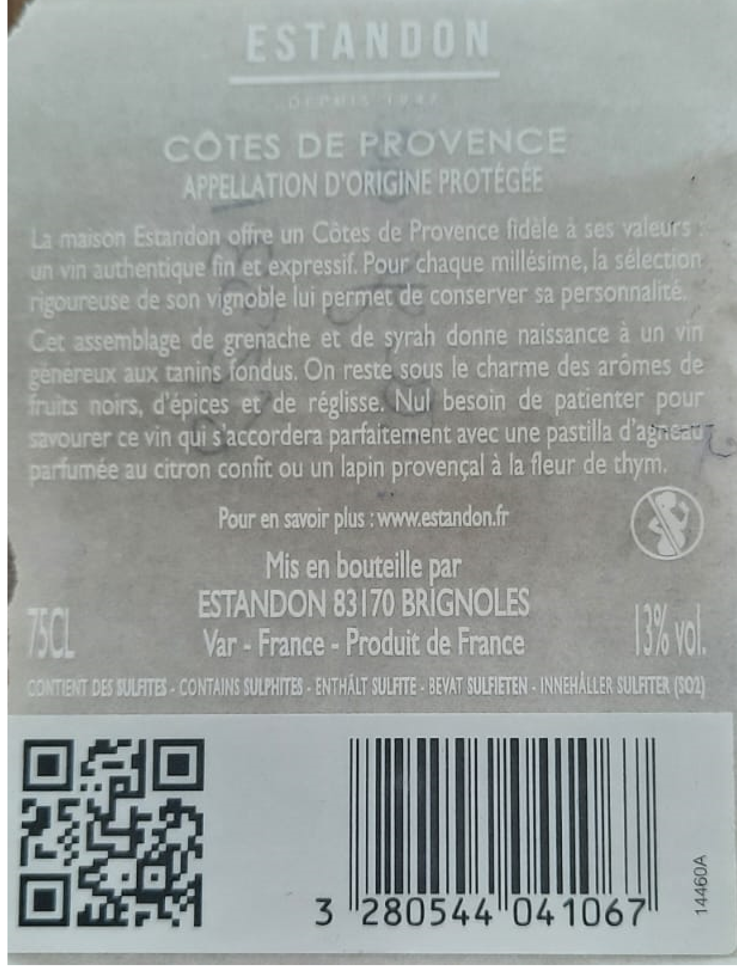 ESTANDON
DEPUIS 1947
CÔTES DE PROVENCE
APPELLATION D'ORIGINE PROTÉGÉE
La maison Estandon offre un Côtes de Provence fidèle à ses valeurs :
un vin authentique fin et expressif. Pour chaque millésime, la sélection
rigoureuse de son vignoble lui permet de conserver sa personnalité.
Cet assemblage de grenache et de syrah donne naissance à un vin
généreux aux tanins fondus. On reste sous le charme des arômes de
fruits noirs, d'épices et de réglisse. Nul besoin de patienter pour
savourer ce vin qui s'accordera parfaitement avec une pastilla d'agneau
parfumée au citron confit ou un lapin provençal à la fleur de thym.
Pour en savoir plus : www.estandon.fr
Mis en bouteille par
ESTANDON 83170 BRIGNOLES
75CL Var - France - Produit de France 13% vol.
CONTIENT DES SULFITES - CONTAINS SULPHITES - ENTHÄLT SULFITE - BEVAT SULFIETEN - INNEHÅLLER SULFITER (SO2)
3 280544 041067
14460A